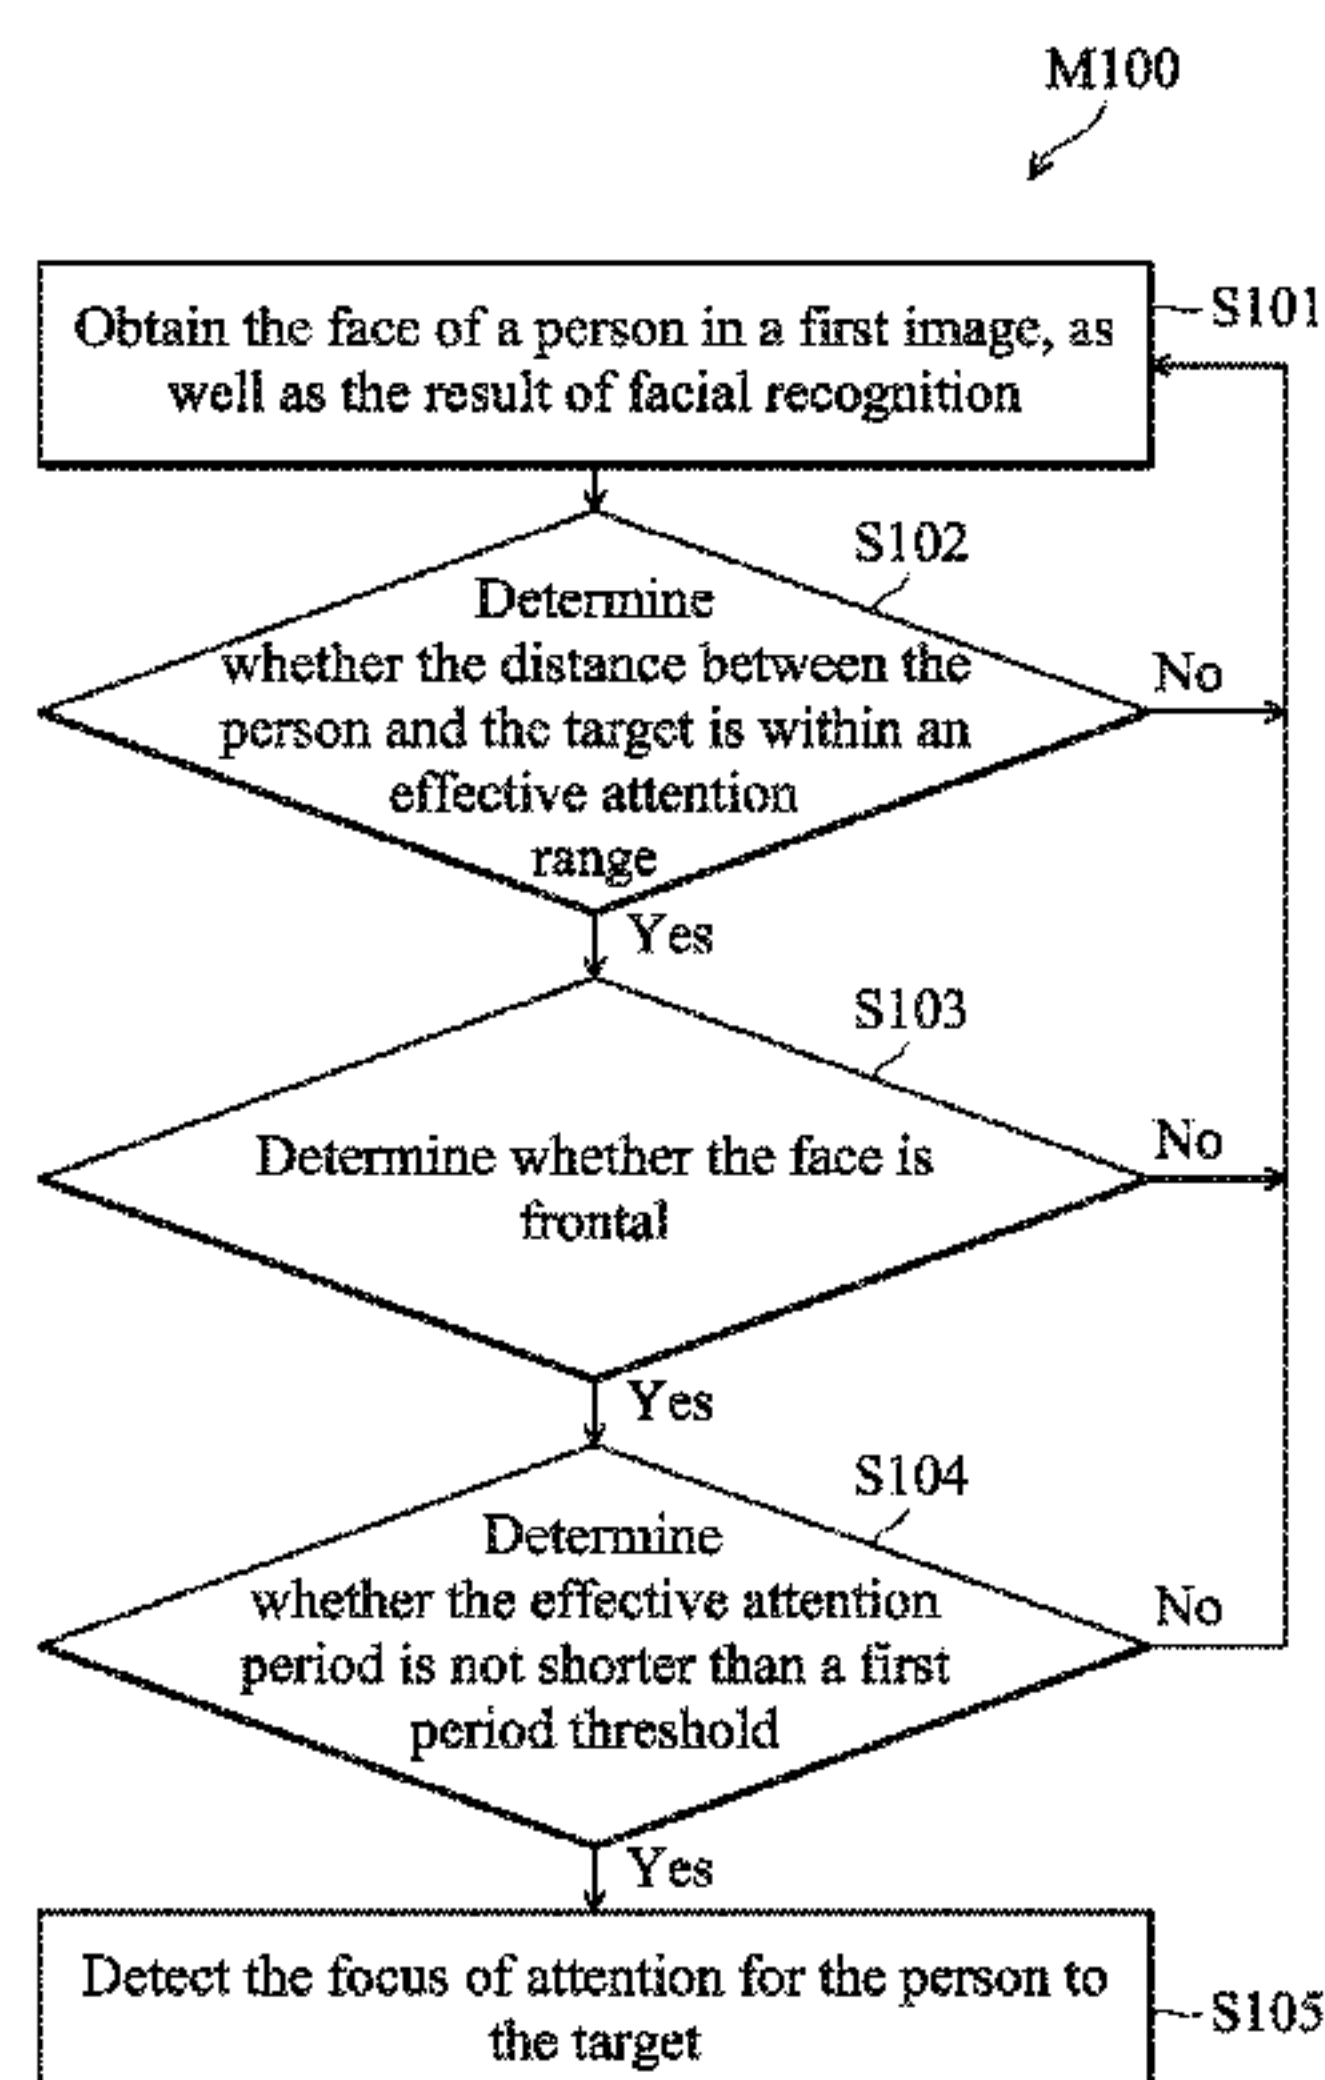 M100
Obtain the face of a person in a first image, as
well as the result of facial recognition
S101
S102
Determine
whether the distance between the
person and the target is within an
effective attention
range
No
Yes
S103
Determine whether the face is
frontal
No
Yes
S104
Determine
whether the effective attention
period is not shorter than a first
period threshold
No
Yes
Detect the focus of attention for the person to
the target
S105